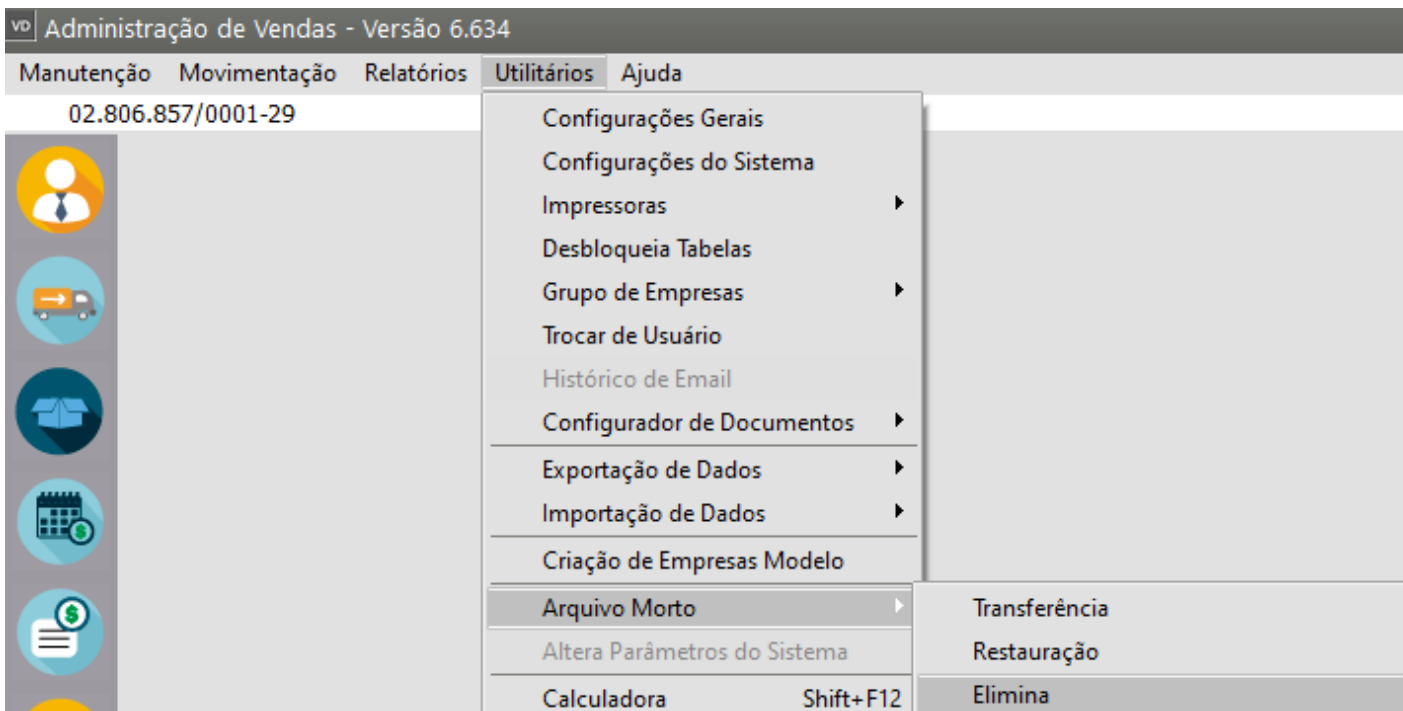 VD Administração de Vendas - Versão 6.634
Manutenção Movimentação Relatórios Utilitários Ajuda
02.806.857/0001-29
Configurações Gerais
Configurações do Sistema
Impressoras
Desbloqueia Tabelas
Grupo de Empresas
Trocar de Usuário
Histórico de Email
Configurador de Documentos
Exportação de Dados
Importação de Dados
Criação de Empresas Modelo
Arquivo Morto
Transferência
Altera Parâmetros do Sistema
Restauração
Calculadora Shift+F12
Elimina